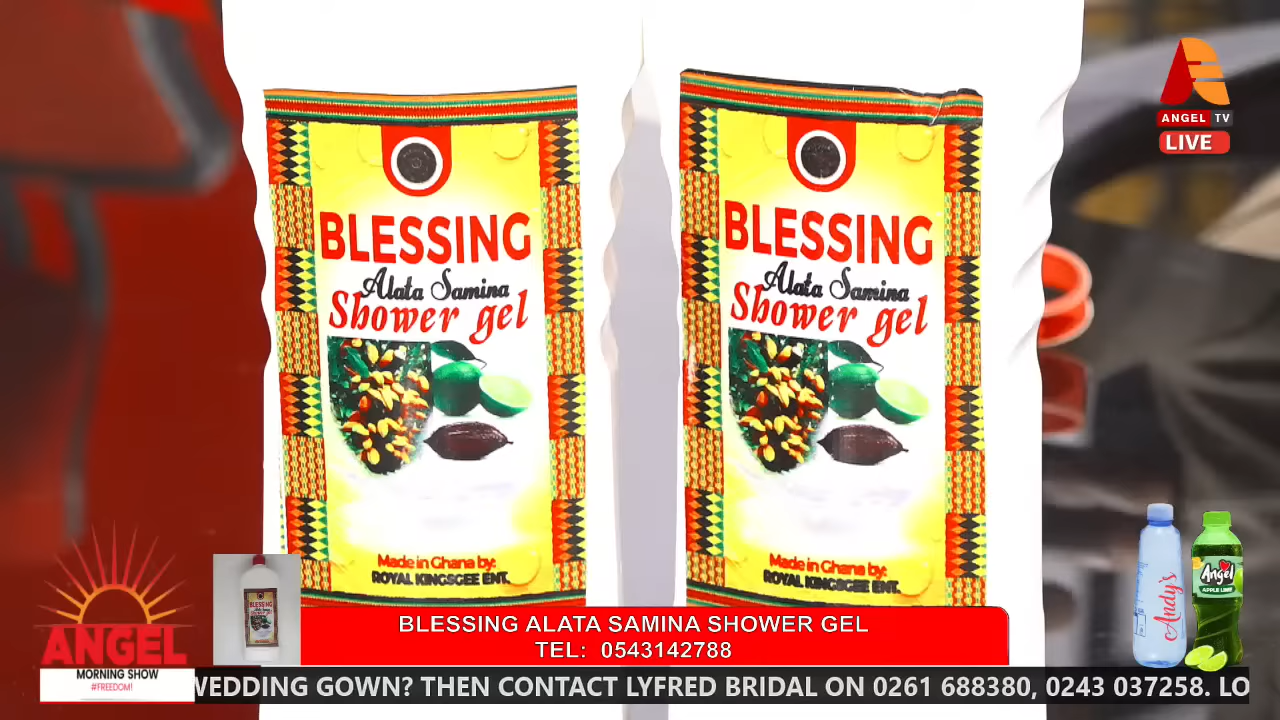 BLESSING
Alata Samina
Shower gel
Made in Ghana by:
ROYAL KINGSGEE ENT.
BLESSING
Alata Samina
Shower gel
Made in Ghana by:
ROYAL KINGSGEE ENT.
ANGEL TV
LIVE
Andy's
Angel
APPLE LIME
ANGEL
MORNING SHOW
#FREEDOM!
BLESSING
BLESSING ALATA SAMINA SHOWER GEL
TEL: 0543142788
WEDDING GOWN? THEN CONTACT LYFRED BRIDAL ON 0261 688380, 0243 037258. LO